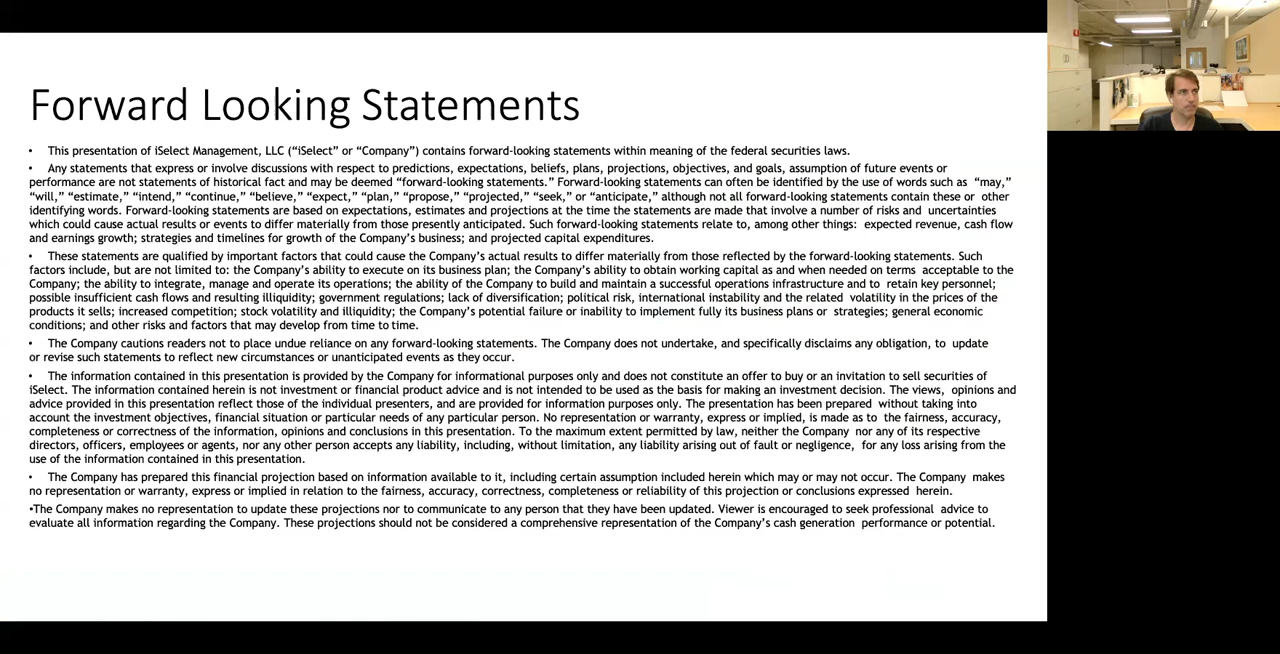 Forward Looking Statements
• This presentation of iSelect Management, LLC (“iSelect” or “Company”) contains forward-looking statements within meaning of the federal securities laws.
• Any statements that express or involve discussions with respect to predictions, expectations, beliefs, plans, projections, objectives, and goals, assumption of future events or
performance are not statements of historical fact and may be deemed “forward-looking statements.” Forward-looking statements can often be identified by the use of words such as “may,”
“will,” “estimate,” “intend,” “continue,” “believe,” “expect,” “plan,” “propose,” “projected,” “seek,” or “anticipate,” although not all forward-looking statements contain these or other
identifying words. Forward-looking statements are based on expectations, estimates and projections at the time the statements are made that involve a number of risks and uncertainties
which could cause actual results or events to differ materially from those presently anticipated. Such forward-looking statements relate to, among other things: expected revenue, cash flow
and earnings growth; strategies and timelines for growth of the Company’s business; and projected capital expenditures.
• These statements are qualified by important factors that could cause the Company’s actual results to differ materially from those reflected by the forward-looking statements. Such
factors include, but are not limited to: the Company’s ability to execute on its business plan; the Company’s ability to obtain working capital as and when needed on terms acceptable to the
Company; the ability to integrate, manage and operate its operations; the ability of the Company to build and maintain a successful operations infrastructure and to retain key personnel;
possible insufficient cash flows and resulting illiquidity; government regulations; lack of diversification; political risk, international instability and the related volatility in the prices of the
products it sells; increased competition; stock volatility and illiquidity; the Company’s potential failure or inability to implement fully its business plans or strategies; general economic
conditions; and other risks and factors that may develop from time to time.
• The Company cautions readers not to place undue reliance on any forward-looking statements. The Company does not undertake, and specifically disclaims any obligation, to update
or revise such statements to reflect new circumstances or unanticipated events as they occur.
• The information contained in this presentation is provided by the Company for informational purposes only and does not constitute an offer to buy or an invitation to sell securities of
iSelect. The information contained herein is not investment or financial product advice and is not intended to be used as the basis for making an investment decision. The views, opinions and
advice provided in this presentation reflect those of the individual presenters, and are provided for information purposes only. The presentation has been prepared without taking into
account the investment objectives, financial situation or particular needs of any particular person. No representation or warranty, express or implied, is made as to the fairness, accuracy,
completeness or correctness of the information, opinions and conclusions in this presentation. To the maximum extent permitted by law, neither the Company nor any of its respective
directors, officers, employees or agents, nor any other person accepts any liability, including, without limitation, any liability arising out of fault or negligence, for any loss arising from the
use of the information contained in this presentation.
• The Company has prepared this financial projection based on information available to it, including certain assumption included herein which may or may not occur. The Company makes
no representation or warranty, express or implied in relation to the fairness, accuracy, correctness, completeness or reliability of this projection or conclusions expressed herein.
•The Company makes no representation to update these projections nor to communicate to any person that they have been updated. Viewer is encouraged to seek professional advice to
evaluate all information regarding the Company. These projections should not be considered a comprehensive representation of the Company’s cash generation performance or potential.